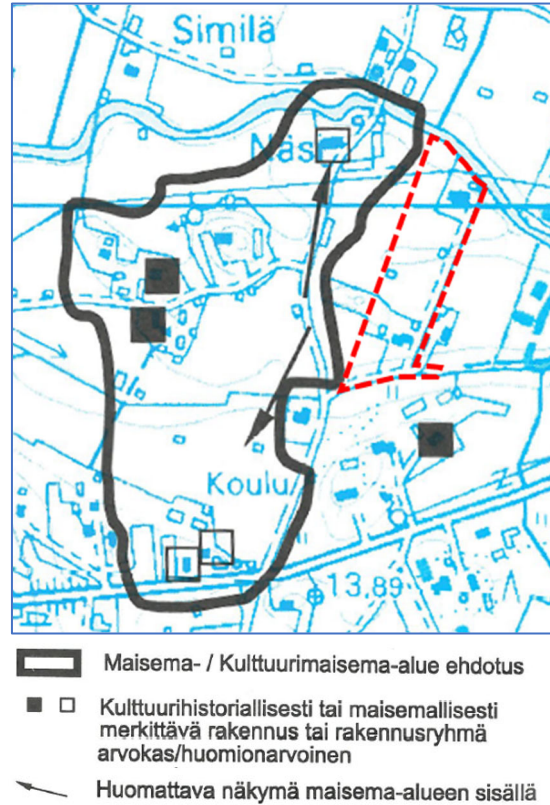 Similä
Näs
Koulu
13.89
Maisema- / Kulttuurimaisema-alue ehdotus
Kulttuurihistoriallisesti tai maisemallisesti
merkittävä rakennus tai rakennusryhmä
arvokas/huomionarvoinen
Huomattava näkymä maisema-alueen sisällä